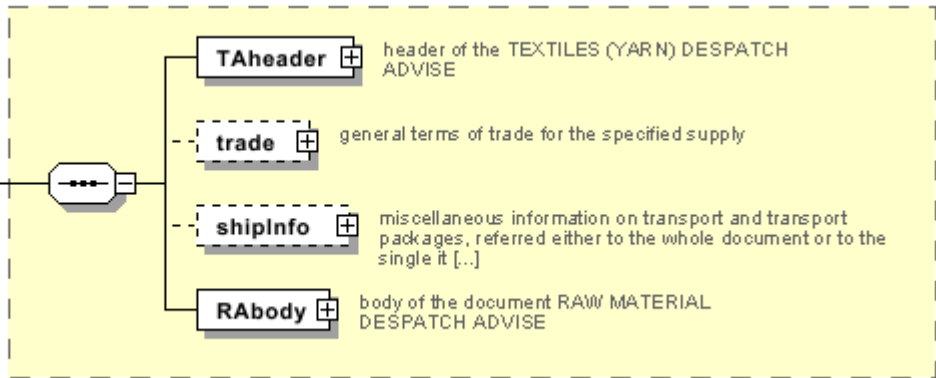 TAheader
header of the TEXTILES (YARN) DESPATCH
ADVISE
trade
general terms of trade for the specified supply
shipInfo
miscellaneous information on transport and transport
packages, referred either to the whole document or to the
single it [...]
RAbody
body of the document RAW MATERIAL
DESPATCH ADVISE